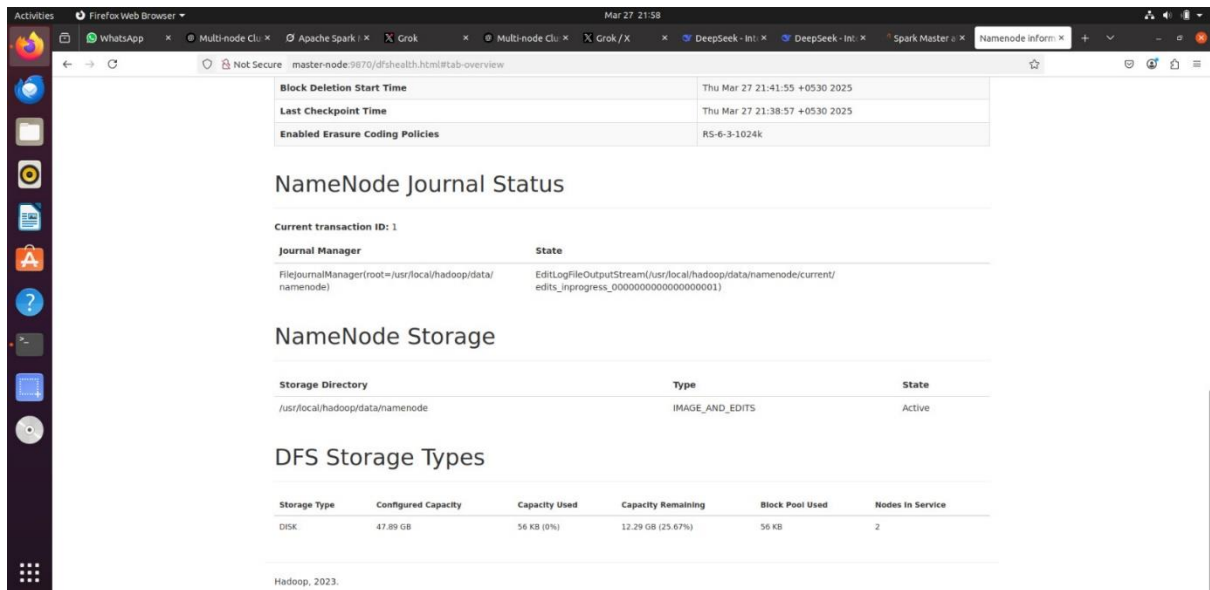 Activities Firefox Web Browser Mar 27 21:58
WhatsApp Multi-node Clu Apache Spark Grok Multi-node Clu Grok / X DeepSeek - Int DeepSeek - Int Spark Master a Namenode inform
Not Secure master-node:9870/dfshealth.html#tab-overview
Block Deletion Start Time Thu Mar 27 21:41:55 +0530 2025
Last Checkpoint Time Thu Mar 27 21:38:57 +0530 2025
Enabled Erasure Coding Policies RS-6-3-1024k
NameNode Journal Status
Current transaction ID: 1
Journal Manager State
FileJournalManager(root=/usr/local/hadoop/data/ EditLogFileOutputStream(/usr/local/hadoop/data/namenode/current/
namenode) edits_inprogress_0000000000000000001)
NameNode Storage
Storage Directory Type State
/usr/local/hadoop/data/namenode IMAGE_AND_EDITS Active
DFS Storage Types
Storage Type Configured Capacity Capacity Used Capacity Remaining Block Pool Used Nodes In Service
DISK 47.89 GB 56 KB (0%) 12.29 GB (25.67%) 56 KB 2
Hadoop, 2023.